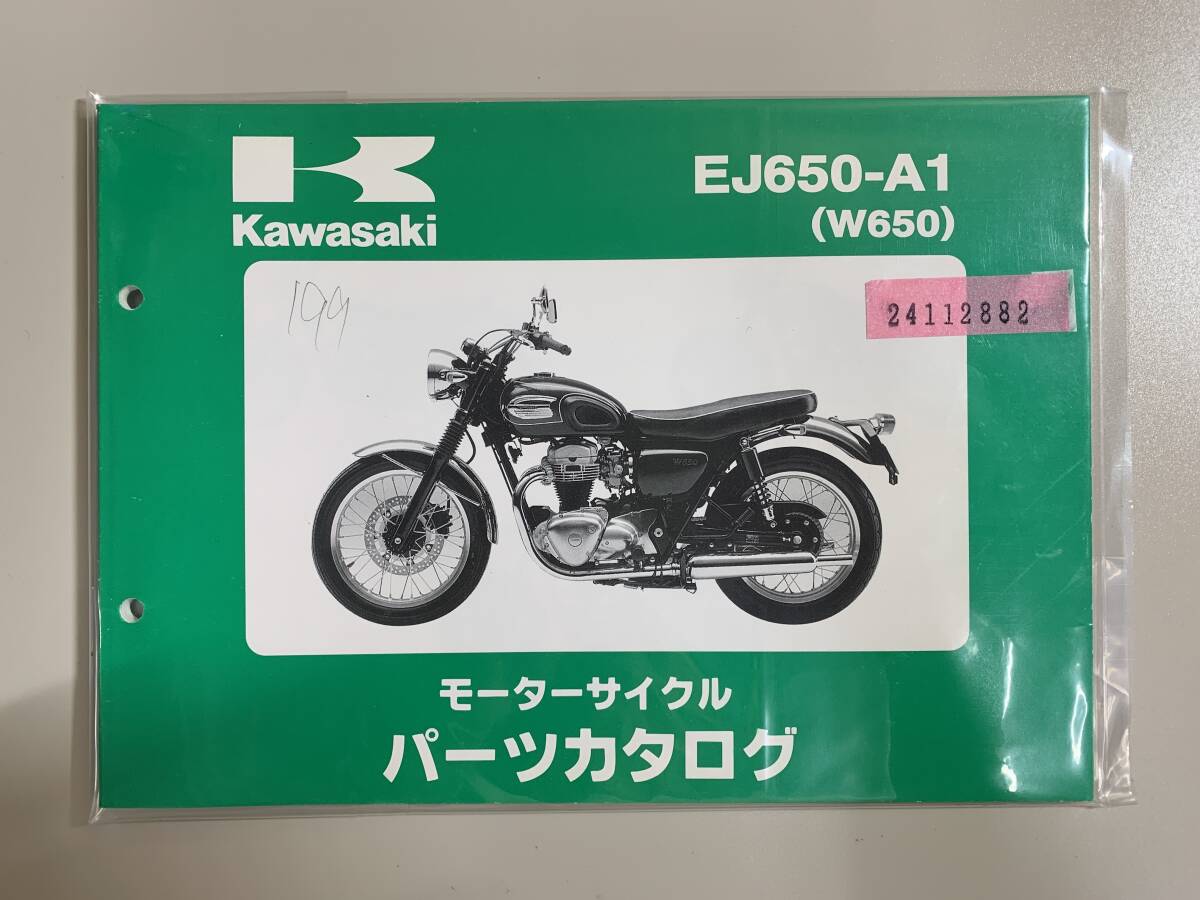 EJ650-A1
(W650)
Kawasaki
199
24112882
W650
モーターサイクル
パーツカタログ